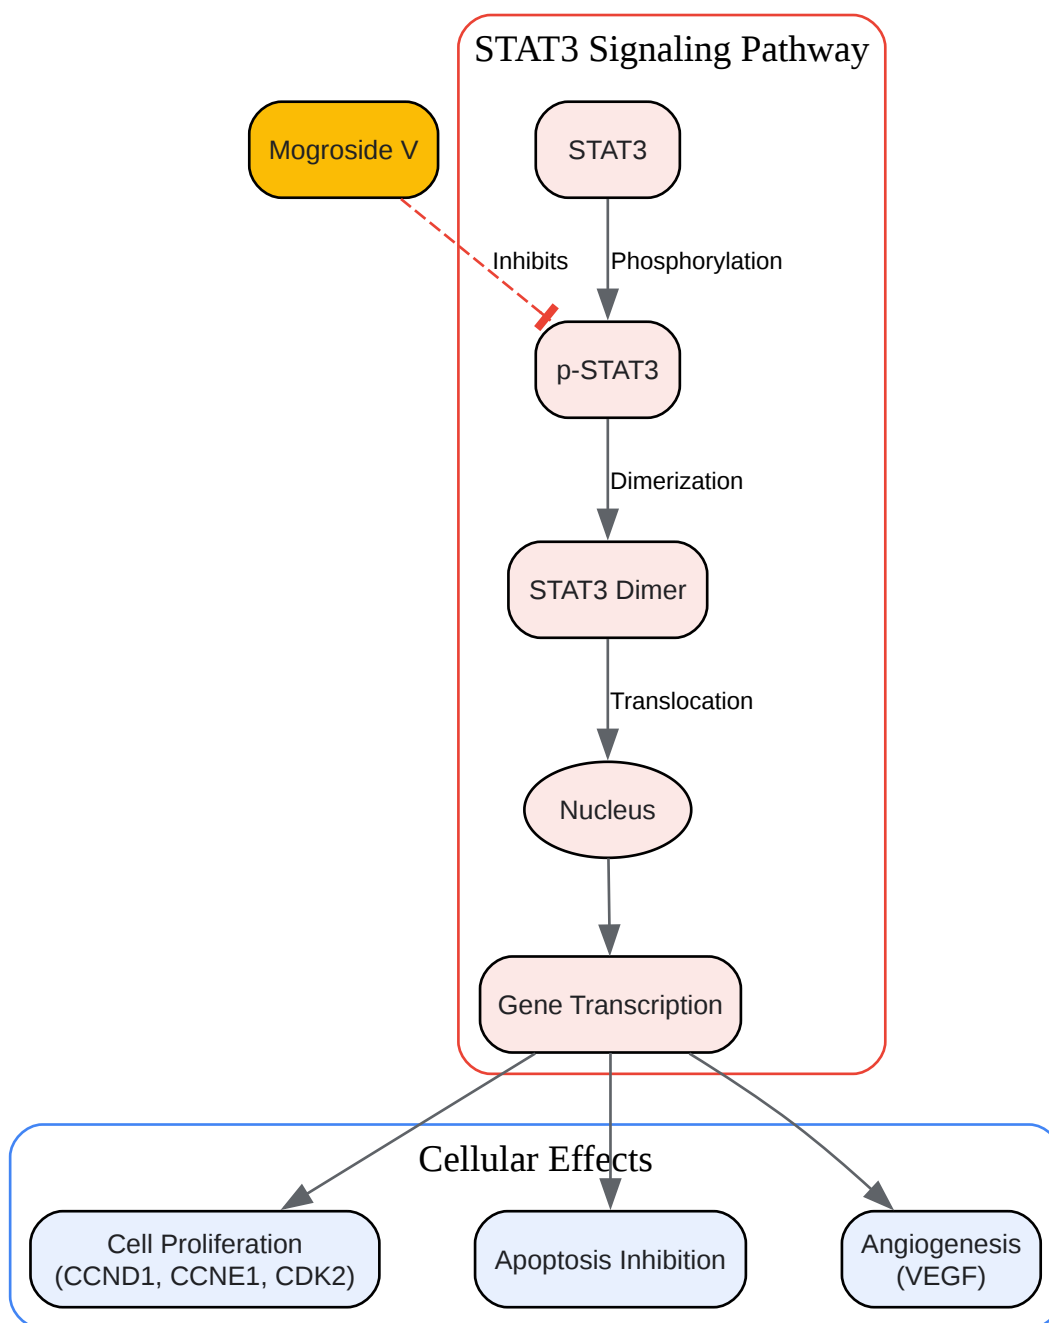 STAT3 Signaling Pathway
Mogroside V
STAT3
Inhibits
Phosphorylation
p-STAT3
Dimerization
STAT3 Dimer
Translocation
Nucleus
Gene Transcription
Cellular Effects
Cell Proliferation
(CCND1, CCNE1, CDK2)
Apoptosis Inhibition
Angiogenesis
(VEGF)